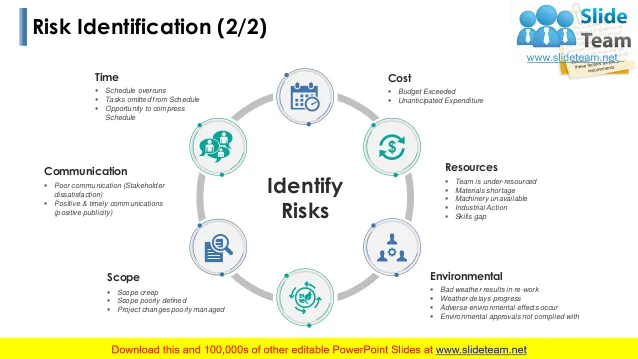 Risk Identification (2/2)
Slide
Team
www.slideteam.net
Time
Schedule overruns
Tasks omitted from Schedule
Opportunity to compress
Schedule
Cost
Budget Exceeded
Unanticipated Expenditure
Communication
Poor communication (Stakeholder
dissatisfaction)
Positive & timely communications
(positive publicity)
Identify
Risks
Resources
Team is under-resourced
Materials shortage
Machinery unavailable
Industrial Action
Skills gap
Scope
Scope creep
Scope poorly defined
Project changes poorly managed
Environmental
Bad weather results in re-work
Weather delays progress
Adverse environmental effects occur
Environmental approvals not complied with
Download this and 100,000s of other editable PowerPoint Slides at www.slideteam.net